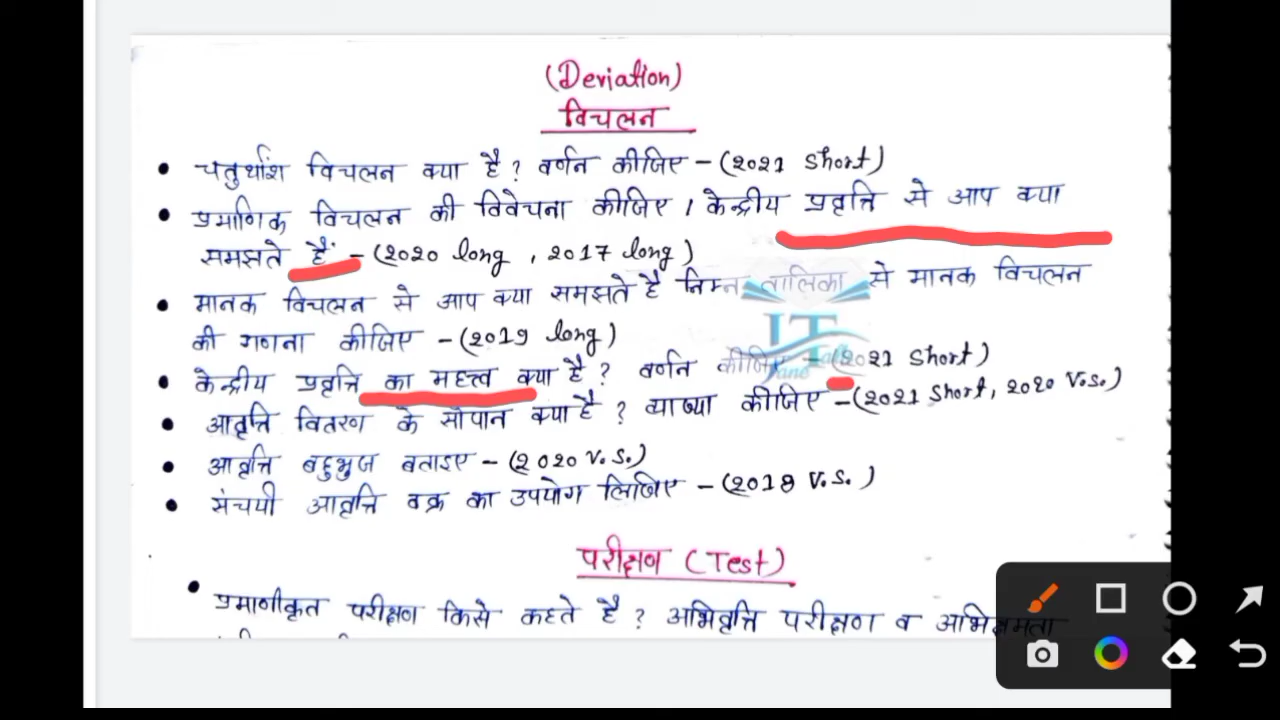 (Deviation)
विचलन
• चतुर्थांश विचलन क्या है ? वर्णन कीजिए – (2021 Short)
• प्रमाणिक विचलन की विवेचना कीजिए । केन्द्रीय प्रवृत्ति से आप क्या
समझते हैं – (2020 long , 2017 long)
• मानक विचलन से आप क्या समझते है निम्न तालिका से मानक विचलन
की गणना कीजिए – (2019 long)
• केन्द्रीय प्रवृत्ति का महत्त्व क्या है ? वर्णन कीजिए – (2021 Short)
• आवृत्ति वितरण के सोपान क्या है ? व्याख्या कीजिए – (2021 Short, 2020 V.S.)
• आवृत्ति बहुभुज बताइए – (2020 V.S.)
• संचयी आवृत्ति वक्र का उपयोग लिखिए – (2018 V.S.)
IT
परीक्षण (Test)
• प्रमाणीकृत परीक्षण किसे कहते है ? अभिवृत्ति परीक्षण व अभिक्षमता